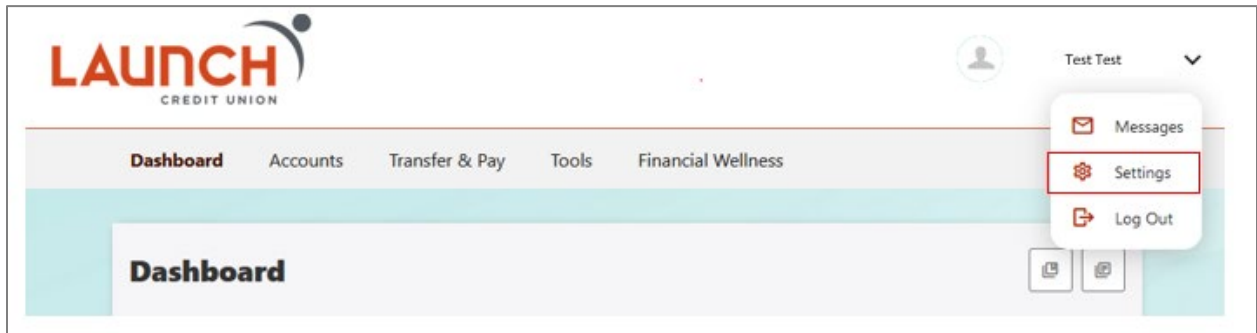 LAUNCH
CREDIT UNION
Test Test
Messages
Settings
Log Out
Dashboard Accounts Transfer & Pay Tools Financial Wellness
Dashboard